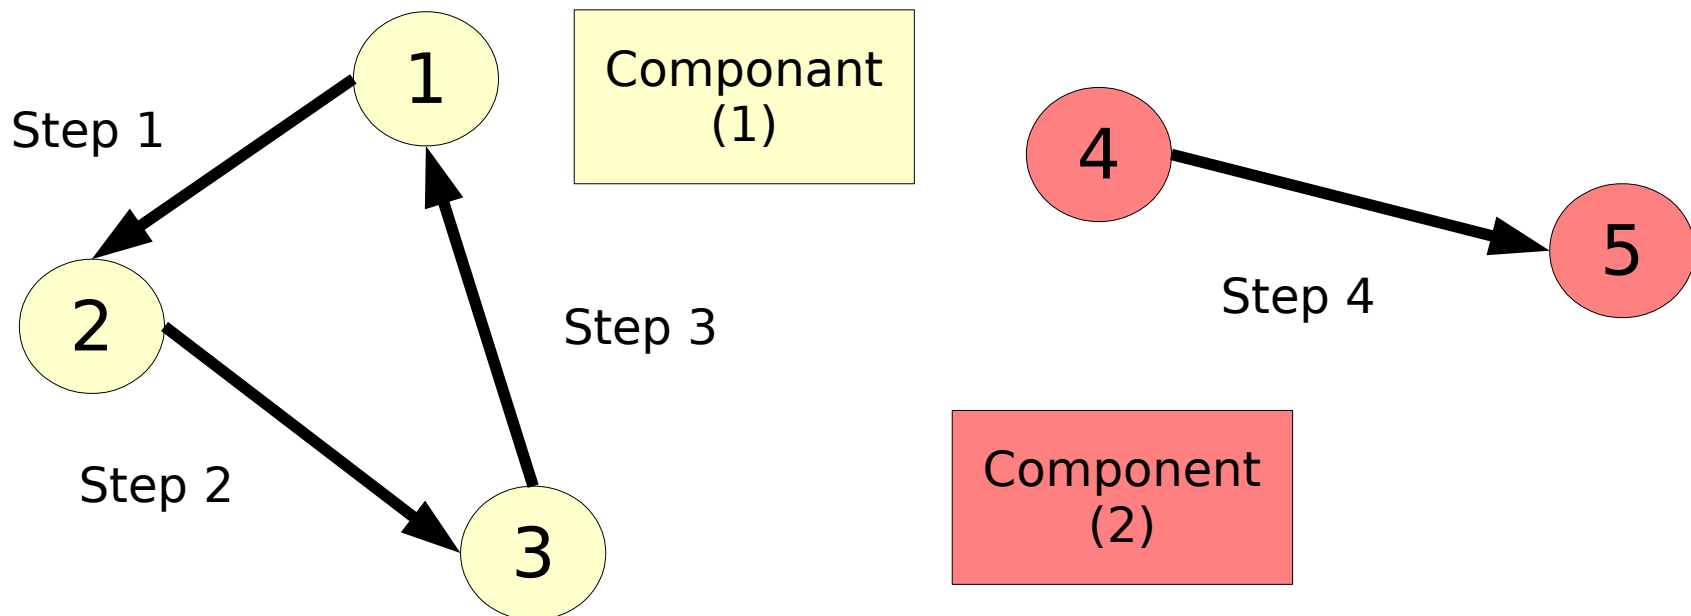 1
Componant
(1)
Step 1
4
5
2
Step 3
Step 4
Step 2
Component
(2)
3